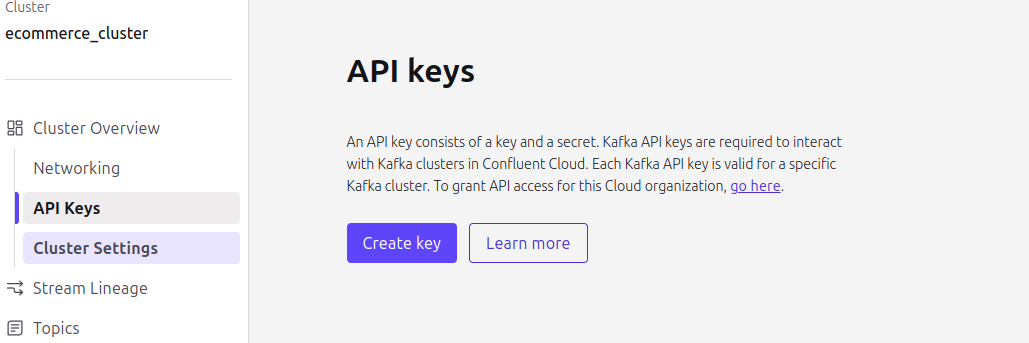 Cluster
ecommerce_cluster
Cluster Overview
Networking
API Keys
Cluster Settings
Stream Lineage
Topics
API keys
An API key consists of a key and a secret. Kafka API keys are required to interact
with Kafka clusters in Confluent Cloud. Each Kafka API key is valid for a specific
Kafka cluster. To grant API access for this Cloud organization, go here.
Create key
Learn more